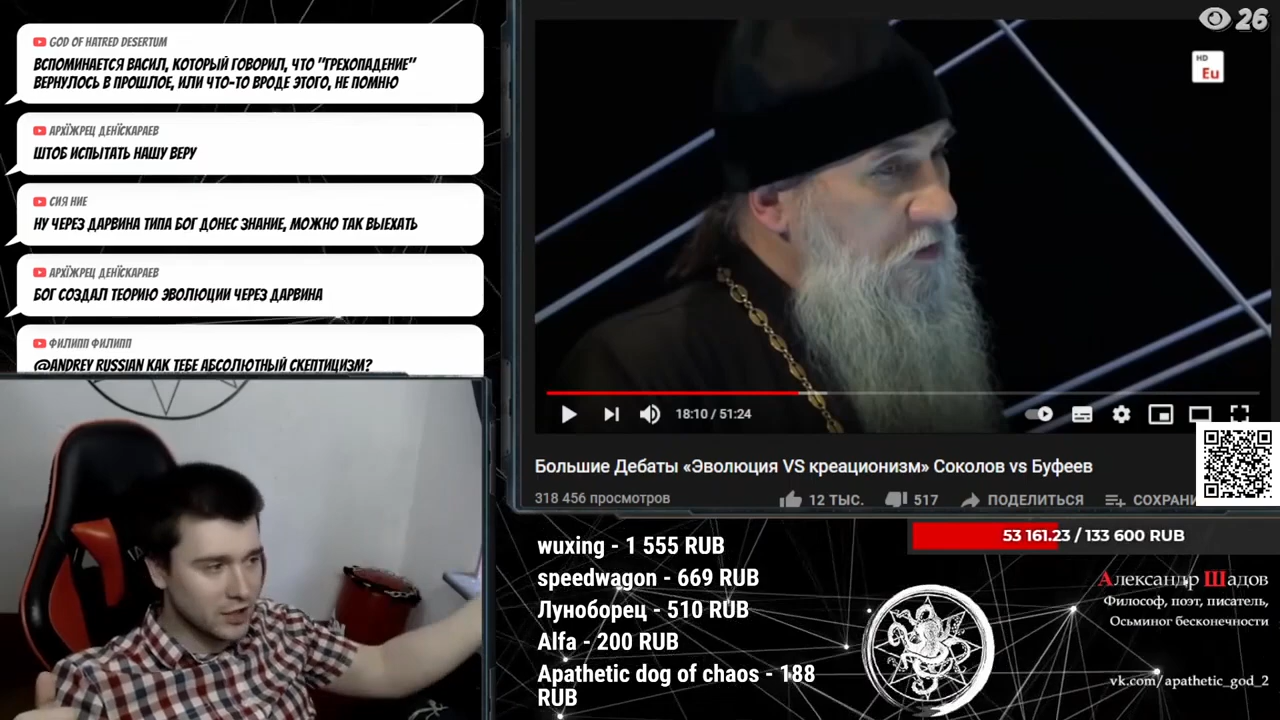 GOD OF HATRED DESERTUM
ВСПОМИНАЕТСЯ ВАСИЛ, КОТОРЫЙ ГОВОРИЛ, ЧТО "ГРЕХОПАДЕНИЕ"
ВЕРНУЛОСЬ В ПРОШЛОЕ, ИЛИ ЧТО-ТО ВРОДЕ ЭТОГО, НЕ ПОМНЮ
АРХЇЖРЕЦ ДЕНЇСКАРАЕВ
ШТОБ ИСПЫТАТЬ НАШУ ВЕРУ
СИЯ НИЕ
НУ ЧЕРЕЗ ДАРВИНА ТИПА БОГ ДОНЕС ЗНАНИЕ, МОЖНО ТАК ВЫЕХАТЬ
АРХЇЖРЕЦ ДЕНЇСКАРАЕВ
БОГ СОЗДАЛ ТЕОРИЮ ЭВОЛЮЦИИ ЧЕРЕЗ ДАРВИНА
ФИЛИПП ФИЛИПП
@ANDREY RUSSIAN КАК ТЕБЕ АБСОЛЮТНЫЙ СКЕПТИЦИЗМ?
26
HD
Eu
18:10 / 51:24
Большие Дебаты «Эволюция VS креационизм» Соколов vs Буфеев
318 456 просмотров
12 ТЫС.
517
ПОДЕЛИТЬСЯ
СОХРАНИ
53 161.23 / 133 600 RUB
wuxing - 1 555 RUB
speedwagon - 669 RUB
Луноборец - 510 RUB
Alfa - 200 RUB
Apathetic dog of chaos - 188
RUB
Александр Шадов
Философ, поэт, писатель,
Осьминог бесконечности
vk.com/apathetic_god_2